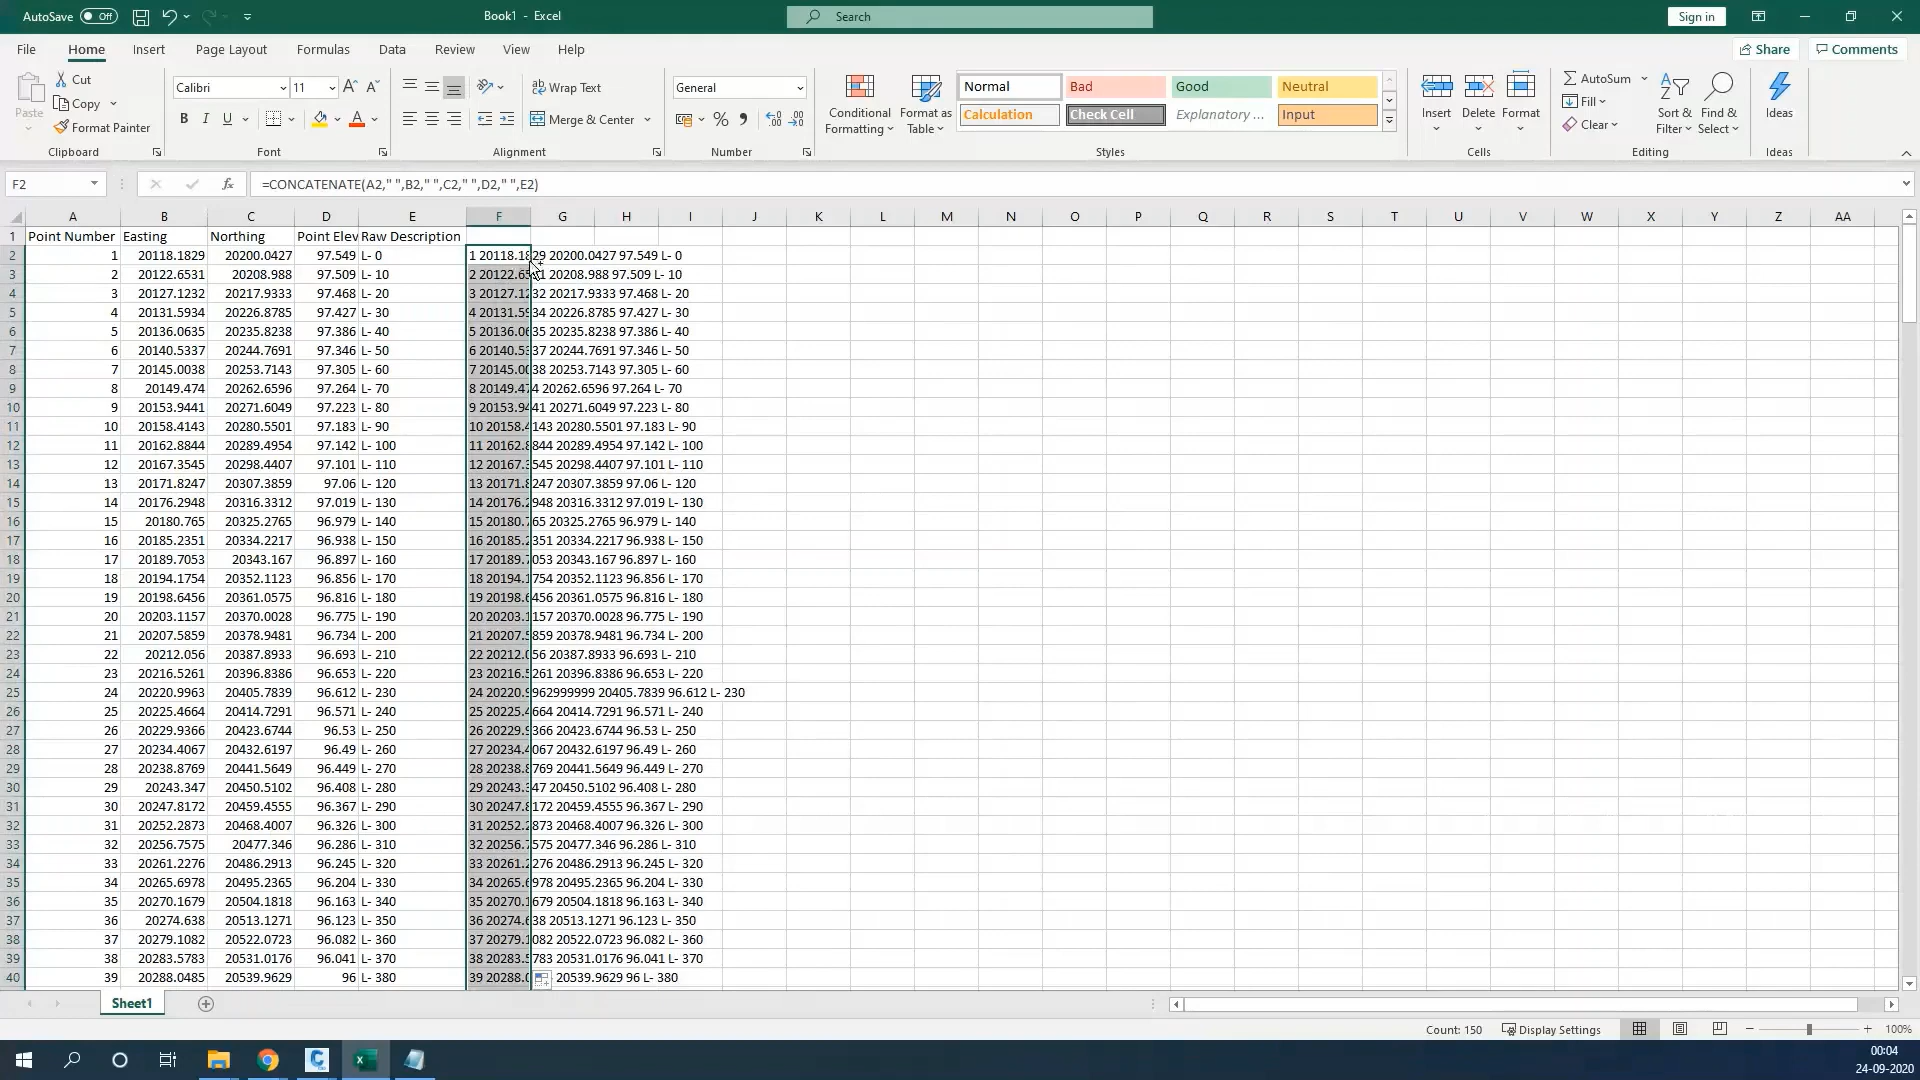 AutoSave Off Book1 - Excel Search Sign in
File Home Insert Page Layout Formulas Data Review View Help Share Comments
Paste Cut Copy Format Painter Clipboard
Calibri 11 A A B I U A Font
Wrap Text Merge & Center Alignment
General % Number
Conditional Formatting Format as Table
Normal Bad Good Neutral
Calculation Check Cell Explanatory ... Input
Styles
Insert Delete Format Cells
AutoSum Fill Clear Sort & Filter Find & Select Editing
Ideas Ideas
F2 fx =CONCATENATE(A2," ",B2," ",C2," ",D2," ",E2)
A B C D E F G H I J K L M N O P Q R S T U V W X Y Z AA
1 Point Number Easting Northing Point Elev Raw Description
2 1 20118.1829 20200.0427 97.549 L- 0 1 20118.1829 20200.0427 97.549 L- 0
3 2 20122.6531 20208.988 97.509 L- 10 2 20122.6531 20208.988 97.509 L- 10
4 3 20127.1232 20217.9333 97.468 L- 20 3 20127.1232 20217.9333 97.468 L- 20
5 4 20131.5934 20226.8785 97.427 L- 30 4 20131.5934 20226.8785 97.427 L- 30
6 5 20136.0635 20235.8238 97.386 L- 40 5 20136.0635 20235.8238 97.386 L- 40
7 6 20140.5337 20244.7691 97.346 L- 50 6 20140.5337 20244.7691 97.346 L- 50
8 7 20145.0038 20253.7143 97.305 L- 60 7 20145.0038 20253.7143 97.305 L- 60
9 8 20149.474 20262.6596 97.264 L- 70 8 20149.474 20262.6596 97.264 L- 70
10 9 20153.9441 20271.6049 97.223 L- 80 9 20153.9441 20271.6049 97.223 L- 80
11 10 20158.4143 20280.5501 97.183 L- 90 10 20158.4143 20280.5501 97.183 L- 90
12 11 20162.8844 20289.4954 97.142 L- 100 11 20162.8844 20289.4954 97.142 L- 100
13 12 20167.3545 20298.4407 97.101 L- 110 12 20167.3545 20298.4407 97.101 L- 110
14 13 20171.8247 20307.3859 97.06 L- 120 13 20171.8247 20307.3859 97.06 L- 120
15 14 20176.2948 20316.3312 97.019 L- 130 14 20176.2948 20316.3312 97.019 L- 130
16 15 20180.765 20325.2765 96.979 L- 140 15 20180.765 20325.2765 96.979 L- 140
17 16 20185.2351 20334.2217 96.938 L- 150 16 20185.2351 20334.2217 96.938 L- 150
18 17 20189.7053 20343.167 96.897 L- 160 17 20189.7053 20343.167 96.897 L- 160
19 18 20194.1754 20352.1123 96.856 L- 170 18 20194.1754 20352.1123 96.856 L- 170
20 19 20198.6456 20361.0575 96.816 L- 180 19 20198.6456 20361.0575 96.816 L- 180
21 20 20203.1157 20370.0028 96.775 L- 190 20 20203.1157 20370.0028 96.775 L- 190
22 21 20207.5859 20378.9481 96.734 L- 200 21 20207.5859 20378.9481 96.734 L- 200
23 22 20212.056 20387.8933 96.693 L- 210 22 20212.056 20387.8933 96.693 L- 210
24 23 20216.5261 20396.8386 96.653 L- 220 23 20216.5261 20396.8386 96.653 L- 220
25 24 20220.9963 20405.7839 96.612 L- 230 24 20220.9962999999 20405.7839 96.612 L- 230
26 25 20225.4664 20414.7291 96.571 L- 240 25 20225.4664 20414.7291 96.571 L- 240
27 26 20229.9366 20423.6744 96.53 L- 250 26 20229.9366 20423.6744 96.53 L- 250
28 27 20234.4067 20432.6197 96.49 L- 260 27 20234.4067 20432.6197 96.49 L- 260
29 28 20238.8769 20441.5649 96.449 L- 270 28 20238.8769 20441.5649 96.449 L- 270
30 29 20243.347 20450.5102 96.408 L- 280 29 20243.347 20450.5102 96.408 L- 280
31 30 20247.8172 20459.4555 96.367 L- 290 30 20247.8172 20459.4555 96.367 L- 290
32 31 20252.2873 20468.4007 96.326 L- 300 31 20252.2873 20468.4007 96.326 L- 300
33 32 20256.7575 20477.346 96.286 L- 310 32 20256.7575 20477.346 96.286 L- 310
34 33 20261.2276 20486.2913 96.245 L- 320 33 20261.2276 20486.2913 96.245 L- 320
35 34 20265.6978 20495.2365 96.204 L- 330 34 20265.6978 20495.2365 96.204 L- 330
36 35 20270.1679 20504.1818 96.163 L- 340 35 20270.1679 20504.1818 96.163 L- 340
37 36 20274.638 20513.1271 96.123 L- 350 36 20274.638 20513.1271 96.123 L- 350
38 37 20279.1082 20522.0723 96.082 L- 360 37 20279.1082 20522.0723 96.082 L- 360
39 38 20283.5783 20531.0176 96.041 L- 370 38 20283.5783 20531.0176 96.041 L- 370
40 39 20288.0485 20539.9629 96 L- 380 39 20288.0 20539.9629 96 L- 380
Sheet1
Count: 150 Display Settings 100%
00:04
24-09-2020